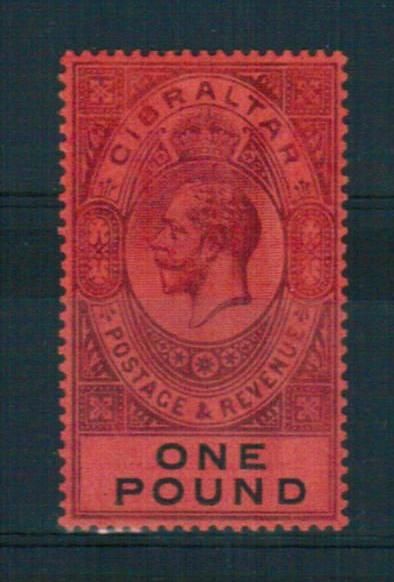 GIBRALTAR
POSTAGE & REVENUE
ONE
POUND